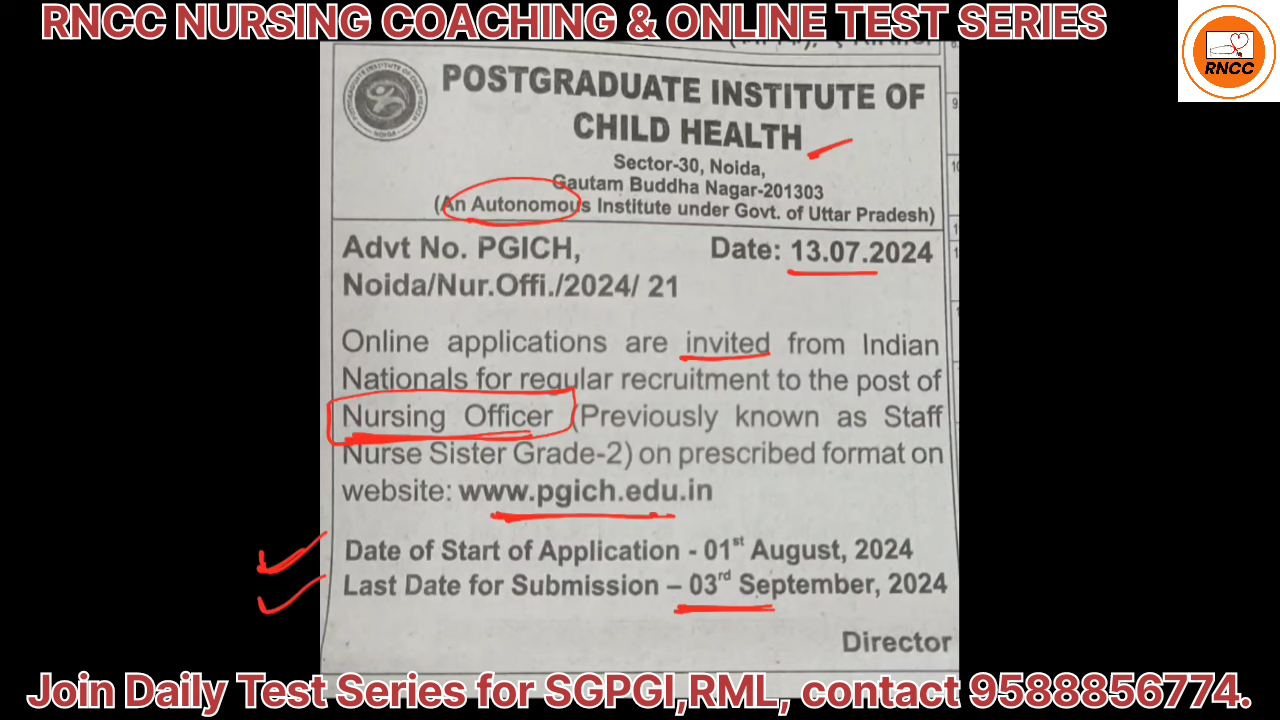 RNCC NURSING COACHING & ONLINE TEST SERIES
RNCC
POSTGRADUATE INSTITUTE OF
CHILD HEALTH
Sector-30, Noida,
Gautam Buddha Nagar-201303
(An Autonomous Institute under Govt. of Uttar Pradesh)
Advt No. PGICH, Date: 13.07.2024
Noida/Nur.Offi./2024/ 21
Online applications are invited from Indian
Nationals for regular recruitment to the post of
Nursing Officer (Previously known as Staff
Nurse Sister Grade-2) on prescribed format on
website: www.pgich.edu.in
Date of Start of Application - 01st August, 2024
Last Date for Submission – 03rd September, 2024
Director
Join Daily Test Series for SGPGI,RML, contact 9588856774.